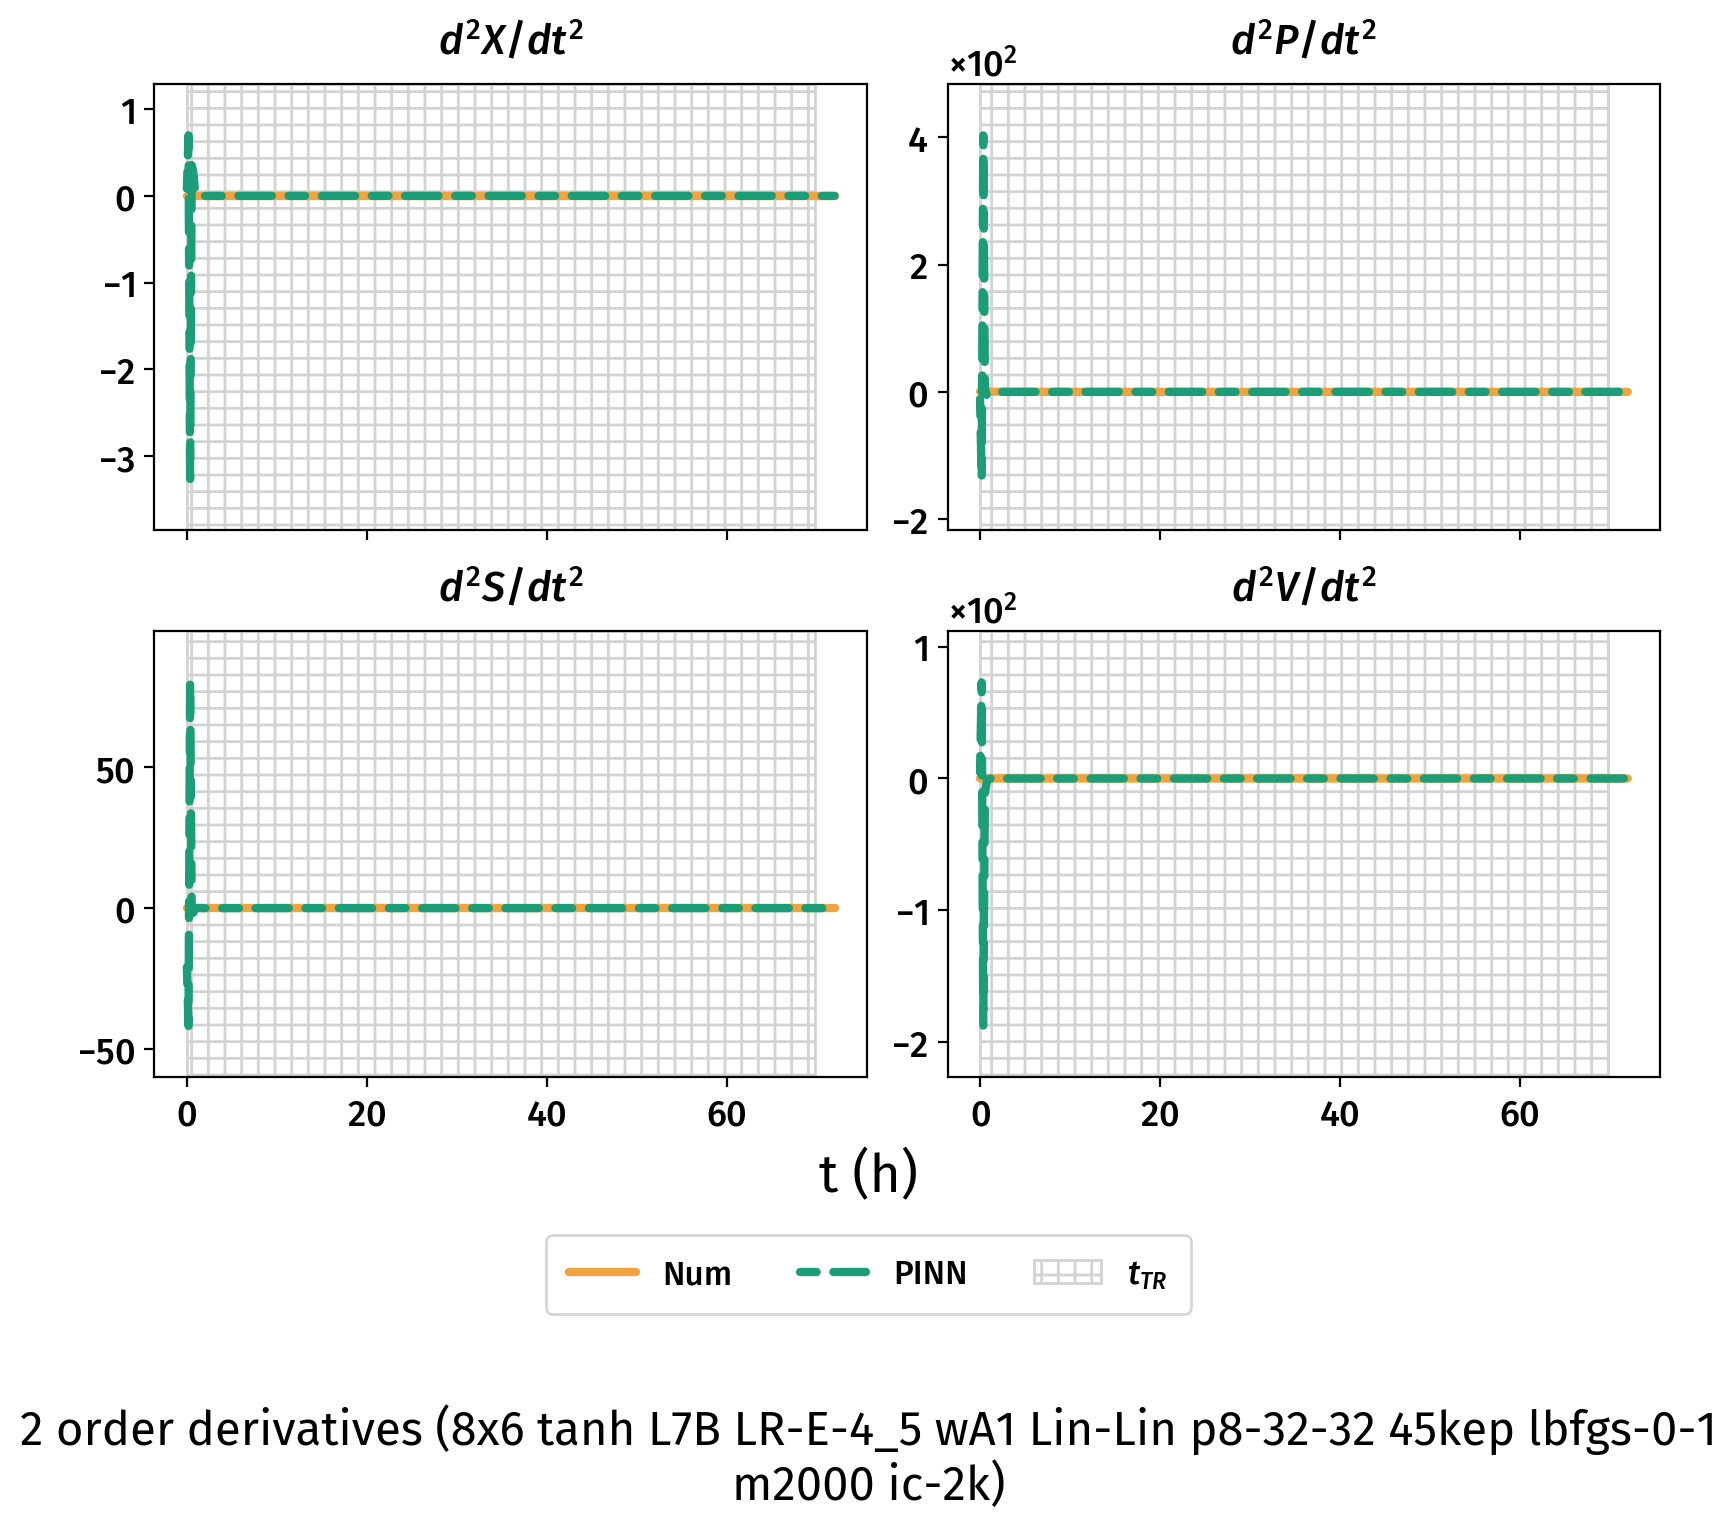 d²X/dt²
1
0
−1
−2
−3
d²P/dt²
×10²
4
2
0
−2
d²S/dt²
50
0
−50
0 20 40 60
d²V/dt²
×10²
1
0
−1
−2
0 20 40 60
t (h)
Num PINN t_TR
2 order derivatives (8x6 tanh L7B LR-E-4_5 wA1 Lin-Lin p8-32-32 45kep lbfgs-0-1
m2000 ic-2k)